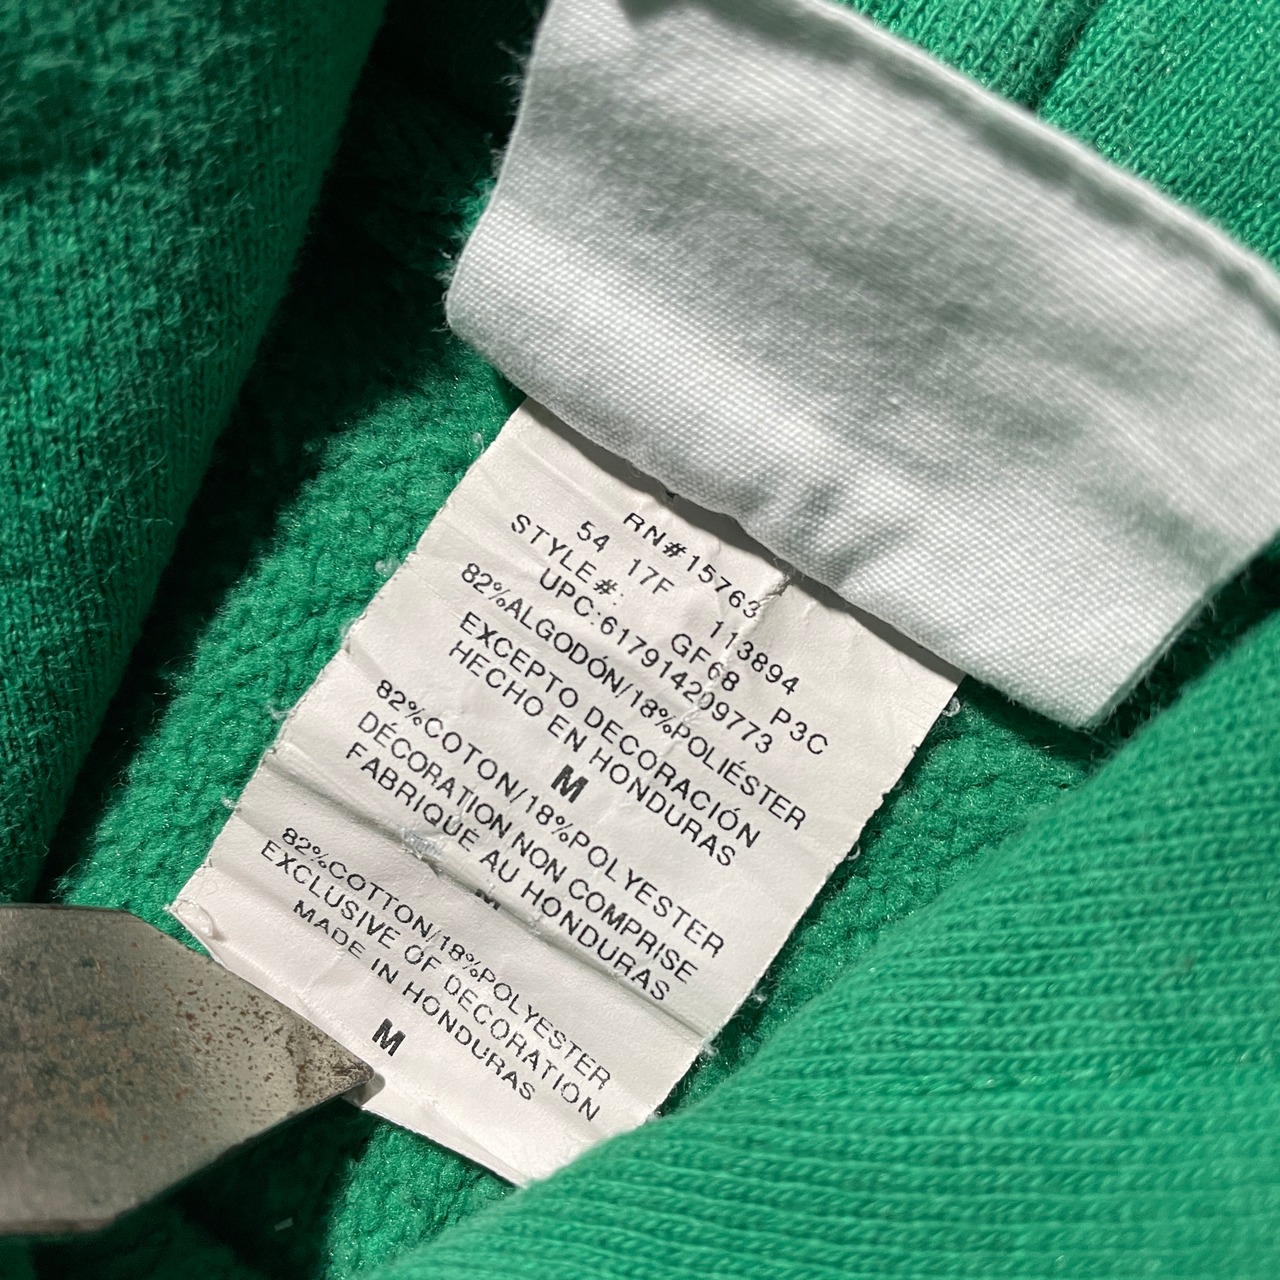 RN#15763
54 17F 113894
STYLE#: GF68 P3C
UPC:617914209773
82%ALGODÓN/18%POLIÉSTER
EXCEPTO DECORACIÓN
HECHO EN HONDURAS
M
82%COTON/18%POLYESTER
DÉCORATION NON COMPRISE
FABRIQUE AU HONDURAS
M
82%COTTON/18%POLYESTER
EXCLUSIVE OF DECORATION
MADE IN HONDURAS
M